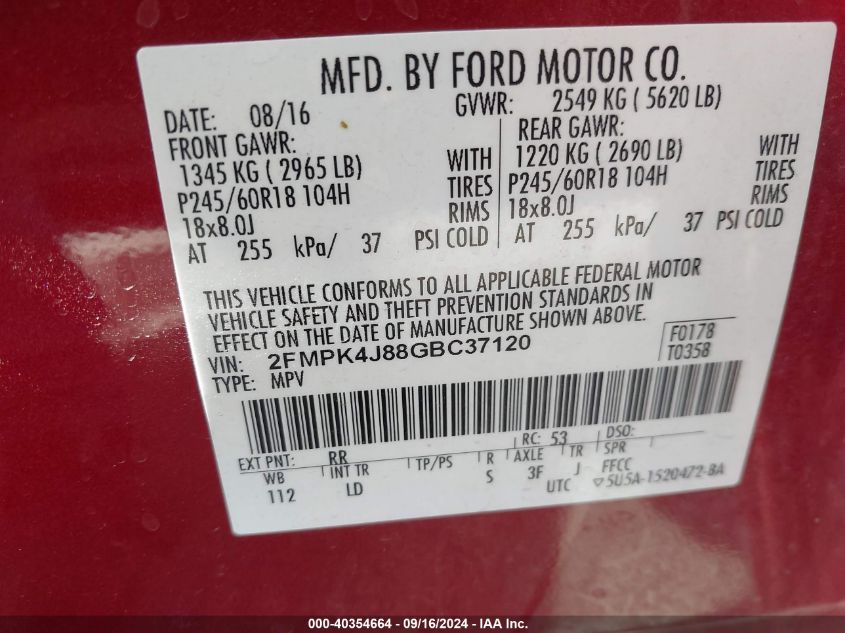 MFD. BY FORD MOTOR CO.
DATE: 08/16 GVWR: 2549 KG ( 5620 LB)
FRONT GAWR: REAR GAWR:
1345 KG ( 2965 LB) WITH 1220 KG ( 2690 LB) WITH
P245/60R18 104H TIRES P245/60R18 104H TIRES
18x8.0J RIMS 18x8.0J RIMS
AT 255 kPa/ 37 PSI COLD AT 255 kPa/ 37 PSI COLD
THIS VEHICLE CONFORMS TO ALL APPLICABLE FEDERAL MOTOR
VEHICLE SAFETY AND THEFT PREVENTION STANDARDS IN
EFFECT ON THE DATE OF MANUFACTURE SHOWN ABOVE.
VIN: 2FMPK4J88GBC37120 F0178
TYPE: MPV T0358
EXT PNT: RR RC: 53 DSO:
WB INT TR TP/PS R AXLE TR SPR
112 LD S 3F J FFCC
UTC ▽5U5A-1520472-BA
000-40354664 - 09/16/2024 - IAAI.com